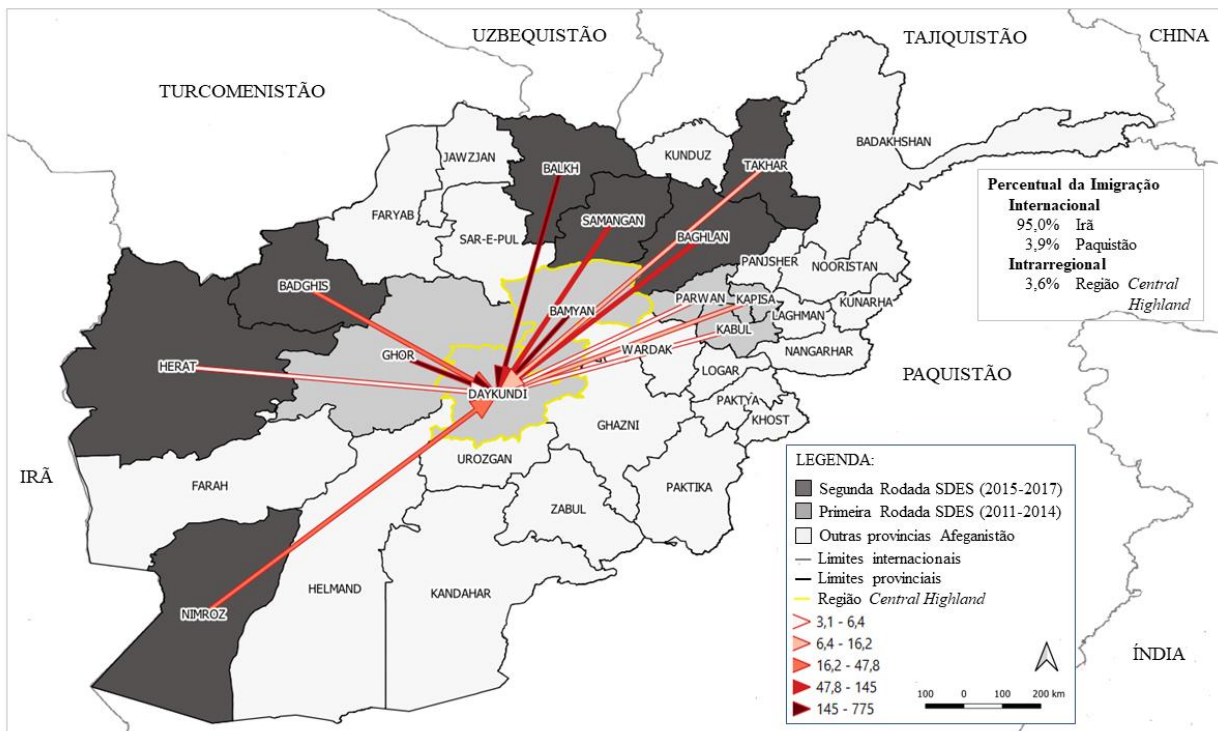 UZBEQUISTÃO
TAJIQUISTÃO
CHINA
TURCOMENISTÃO
BADAKHSHAN
JAWZJAN
BALKH
KUNDUZ
TAKHAR
FARYAB
SAMANGAN
SAR-E-PUL
BAGHLAN
PANJSHER
NOORISTAN
BADGHIS
BAMYAN
PARWAN
KAPISA
KUNARHA
LAGHMAN
KABUL
GHOR
WARDAK
NANGARHAR
HERAT
LOGAR
DAYKUNDI
PAKTYA
KHOST
GHAZNI
UROZGAN
PAQUISTÃO
IRÃ
FARAH
PAKTIKA
ZABUL
HELMAND
KANDAHAR
NIMROZ
ÍNDIA
Percentual da Imigração
Internacional
95,0% Irã
3,9% Paquistão
Intrarregional
3,6% Região Central
Highland
LEGENDA:
Segunda Rodada SDES (2015-2017)
Primeira Rodada SDES (2011-2014)
Outras provincias Afeganistão
Limites internacionais
Limites provinciais
Região Central Highland
3,1 - 6,4
6,4 - 16,2
16,2 - 47,8
47,8 - 145
145 - 775
100 0 100 200 km